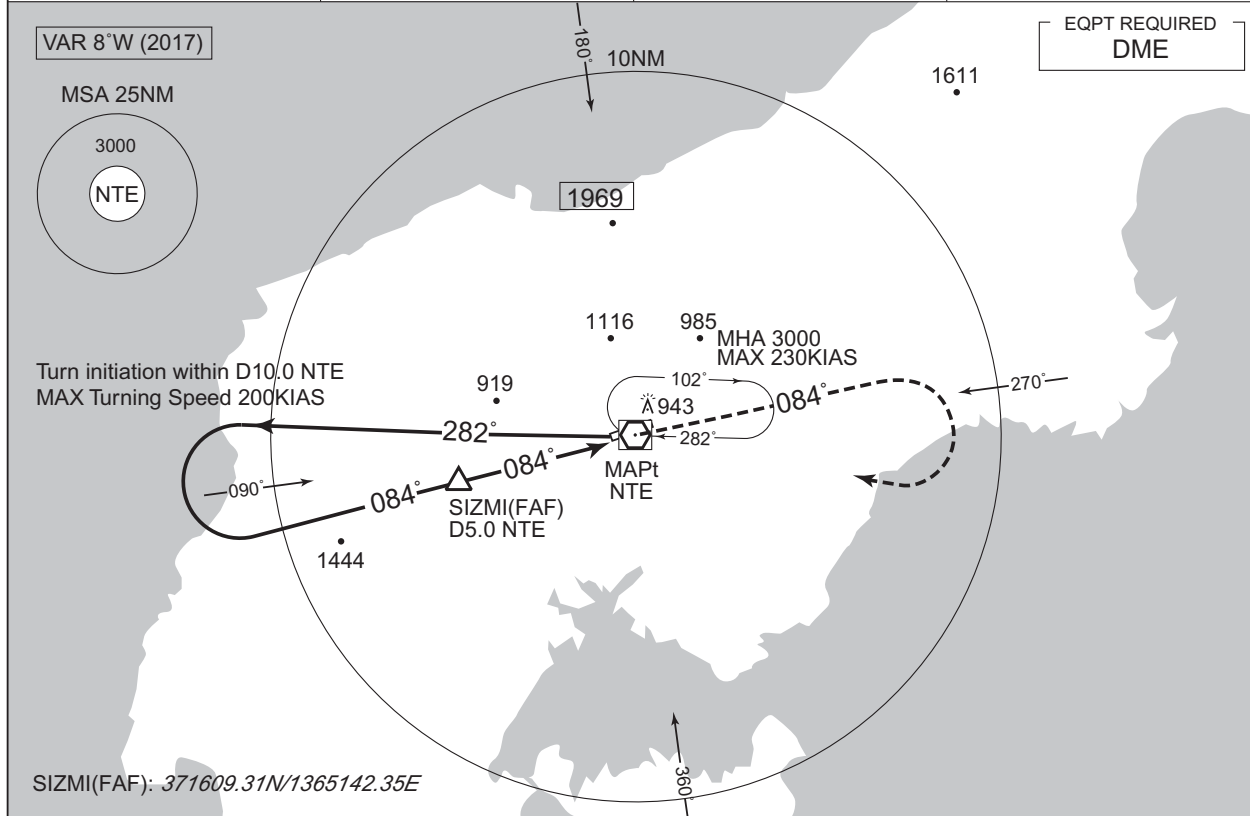 VAR 8°W (2017)
180°
10NM
EQPT REQUIRED
DME
MSA 25NM
3000
NTE
1611
1969
1116
985
MHA 3000
MAX 230KIAS
Turn initiation within D10.0 NTE
MAX Turning Speed 200KIAS
919
102°
943
084°
270°
282°
282°
MAPt
NTE
084°
084°
090°
SIZMI(FAF)
D5.0 NTE
1444
360°
SIZMI(FAF): 371609.31N/1365142.35E